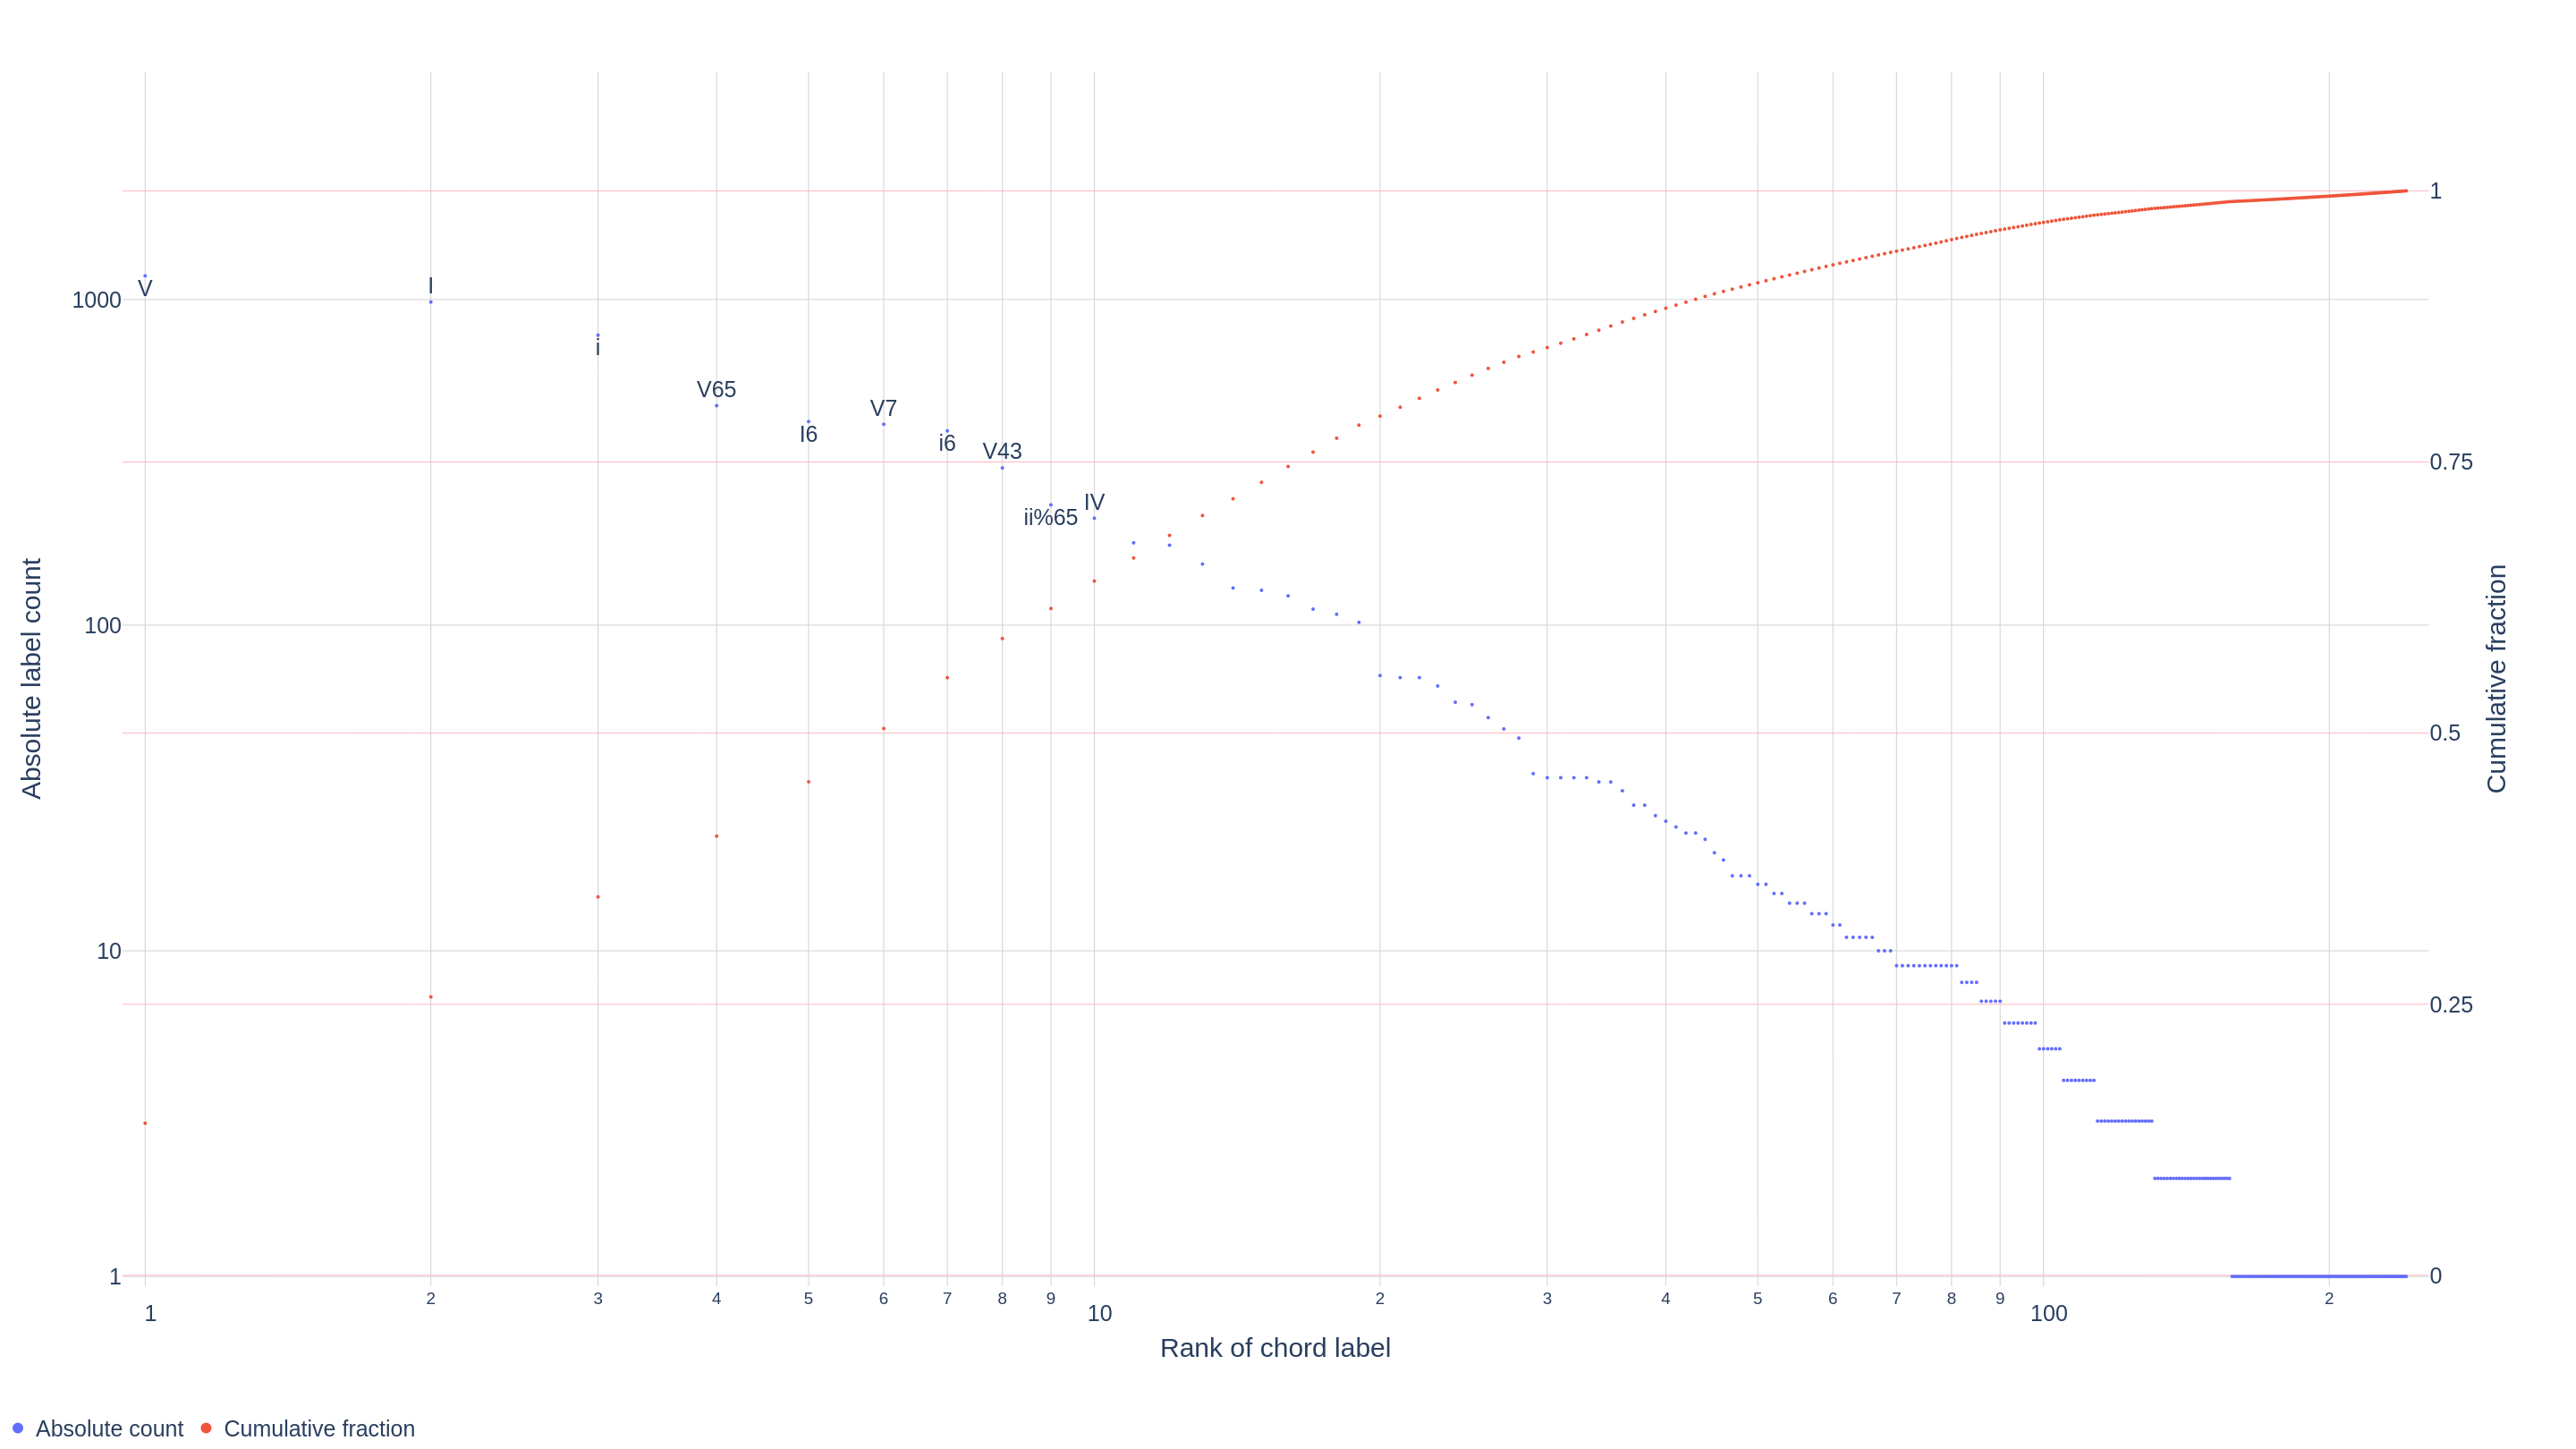 V
I
i
V65
I6
V7
i6
V43
ii%65
IV
1000
100
10
1
1
0.75
0.5
0.25
0
Absolute label count
Cumulative fraction
2 3 4 5 6 7 8 9 2 3 4 5 6 7 8 9 2
1 10 100
Rank of chord label
Absolute count Cumulative fraction